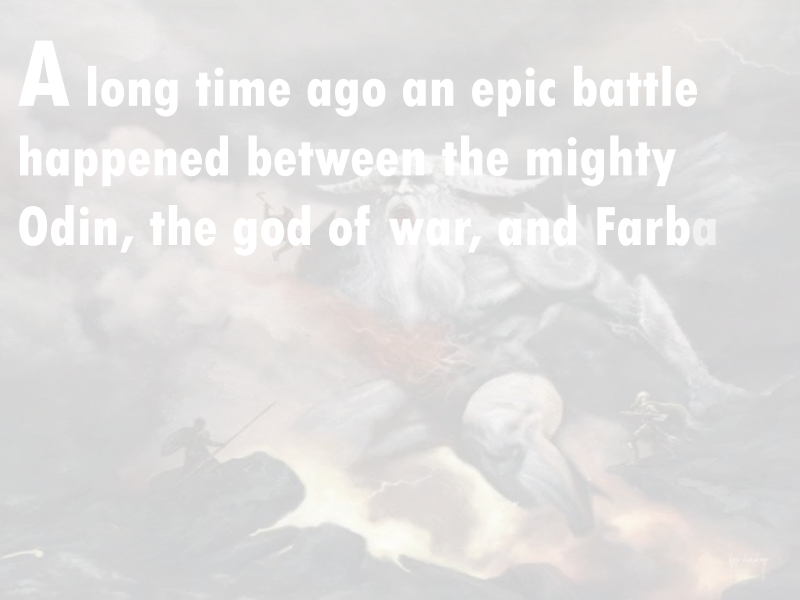 A long time ago an epic battle
happened between the mighty
Odin, the god of war, and Farba